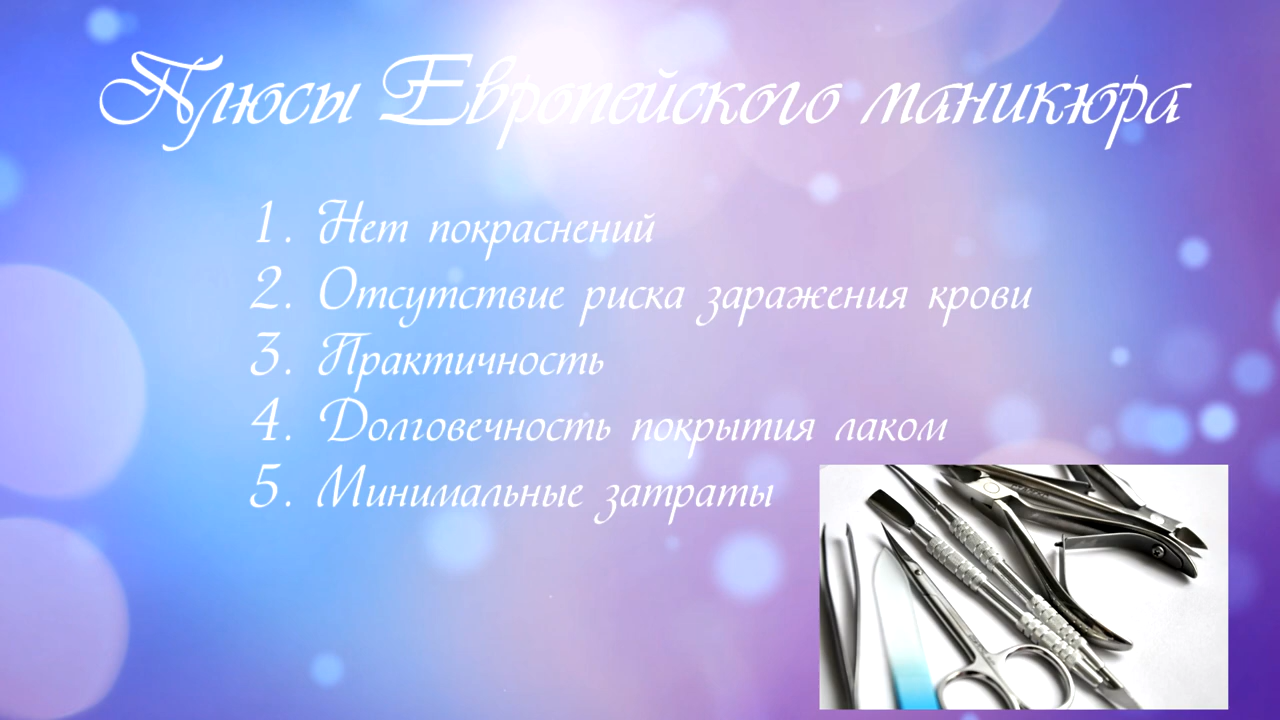 Плюсы Европейского маникюра
1. Нет покраснений
2. Отсутствие риска заражения крови
3. Практичность
4. Долговечность покрытия лаком
5. Минимальные затраты